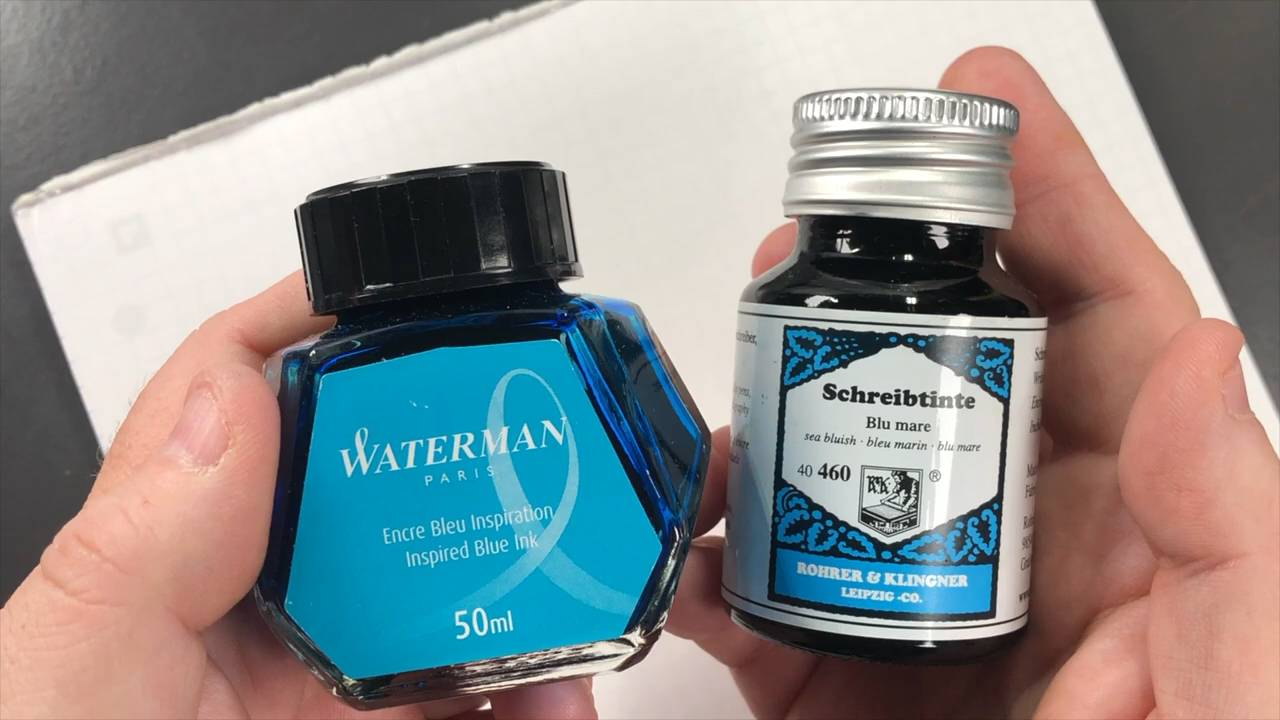 WATERMAN
PARIS
Encre Bleu Inspiration
Inspired Blue Ink
50ml
Schreibtinte
Blu mare
sea bluish · bleu marin · blu mare
40 460
R&K
®
ROHRER & KLINGNER
LEIPZIG -CO.